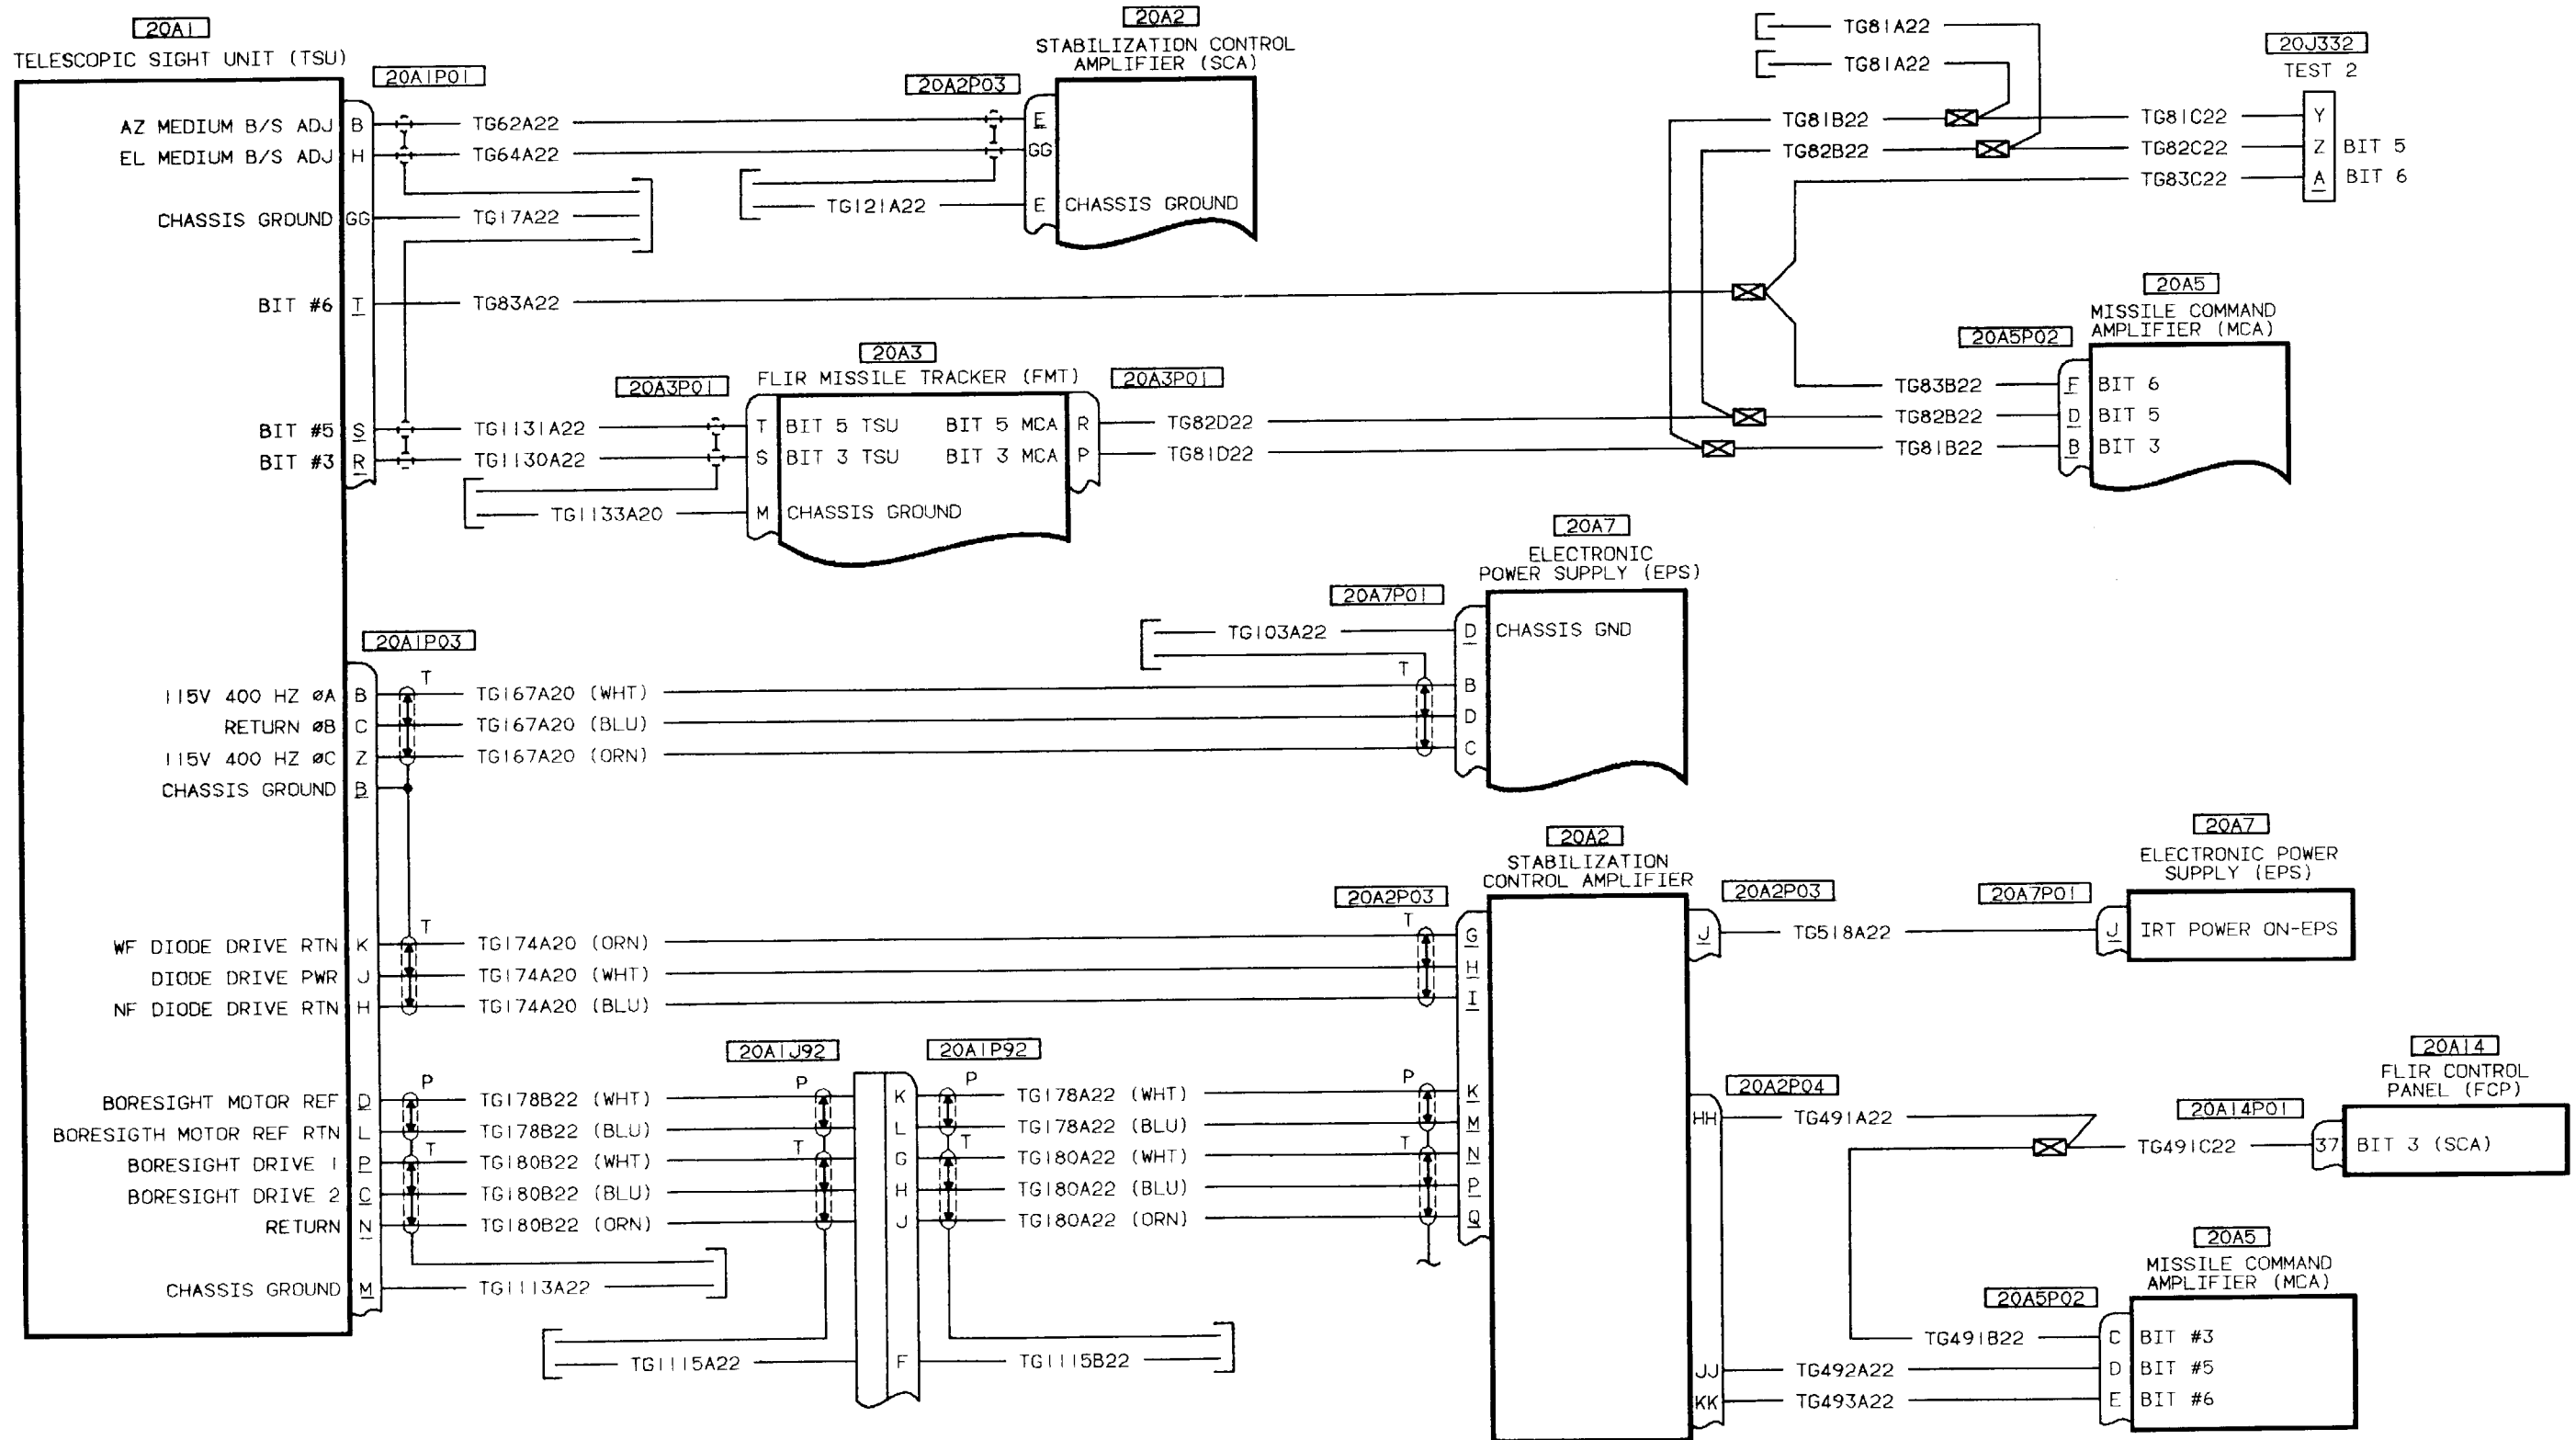 20A1
TELESCOPIC SIGHT UNIT (TSU)
20A1P01
AZ MEDIUM B/S ADJ B TG62A22
EL MEDIUM B/S ADJ H TG64A22
CHASSIS GROUND GG TG17A22
BIT #6 T TG83A22
BIT #5 S TG1131A22
BIT #3 R TG1130A22
20A2
STABILIZATION CONTROL
AMPLIFIER (SCA)
20A2P03
E
GG
TG121A22 E CHASSIS GROUND
TG81A22
TG81A22
20J332
TEST 2
TG81B22 TG81C22 Y
TG82B22 TG82C22 Z BIT 5
TG83C22 A BIT 6
20A3
FLIR MISSILE TRACKER (FMT)
20A3P01
20A3P01
T BIT 5 TSU BIT 5 MCA R TG82D22
S BIT 3 TSU BIT 3 MCA P TG81D22
TG1133A20 M CHASSIS GROUND
20A5
MISSILE COMMAND
AMPLIFIER (MCA)
20A5P02
TG83B22 F BIT 6
TG82B22 D BIT 5
TG81B22 B BIT 3
20A7
ELECTRONIC
POWER SUPPLY (EPS)
20A7P01
TG103A22 D CHASSIS GND
20A1P03
T T
115V 400 HZ øA B TG167A20 (WHT) B
RETURN øB C TG167A20 (BLU) D
115V 400 HZ øC Z TG167A20 (ORN) C
CHASSIS GROUND B
20A2
STABILIZATION
CONTROL AMPLIFIER
20A2P03
T T
WF DIODE DRIVE RTN K TG174A20 (ORN) G
DIODE DRIVE PWR J TG174A20 (WHT) H
NF DIODE DRIVE RTN H TG174A20 (BLU) I
20A2P03
J TG518A22
20A7
ELECTRONIC POWER
SUPPLY (EPS)
20A7P01
J IRT POWER ON-EPS
20A1J92 20A1P92
P P P P
BORESIGHT MOTOR REF D TG178B22 (WHT) K TG178A22 (WHT) K
BORESIGTH MOTOR REF RTN L TG178B22 (BLU) L TG178A22 (BLU) M
T T T T
BORESIGHT DRIVE 1 P TG180B22 (WHT) G TG180A22 (WHT) N
BORESIGHT DRIVE 2 C TG180B22 (BLU) H TG180A22 (BLU) P
RETURN N TG180B22 (ORN) J TG180A22 (ORN) Q
CHASSIS GROUND M TG1113A22
TG1115A22 F TG1115B22
20A2P04
HH TG491A22
20A14
FLIR CONTROL
PANEL (FCP)
20A14P01
TG491C22 37 BIT 3 (SCA)
20A5
MISSILE COMMAND
AMPLIFIER (MCA)
20A5P02
TG491B22 C BIT #3
JJ TG492A22 D BIT #5
KK TG493A22 E BIT #6